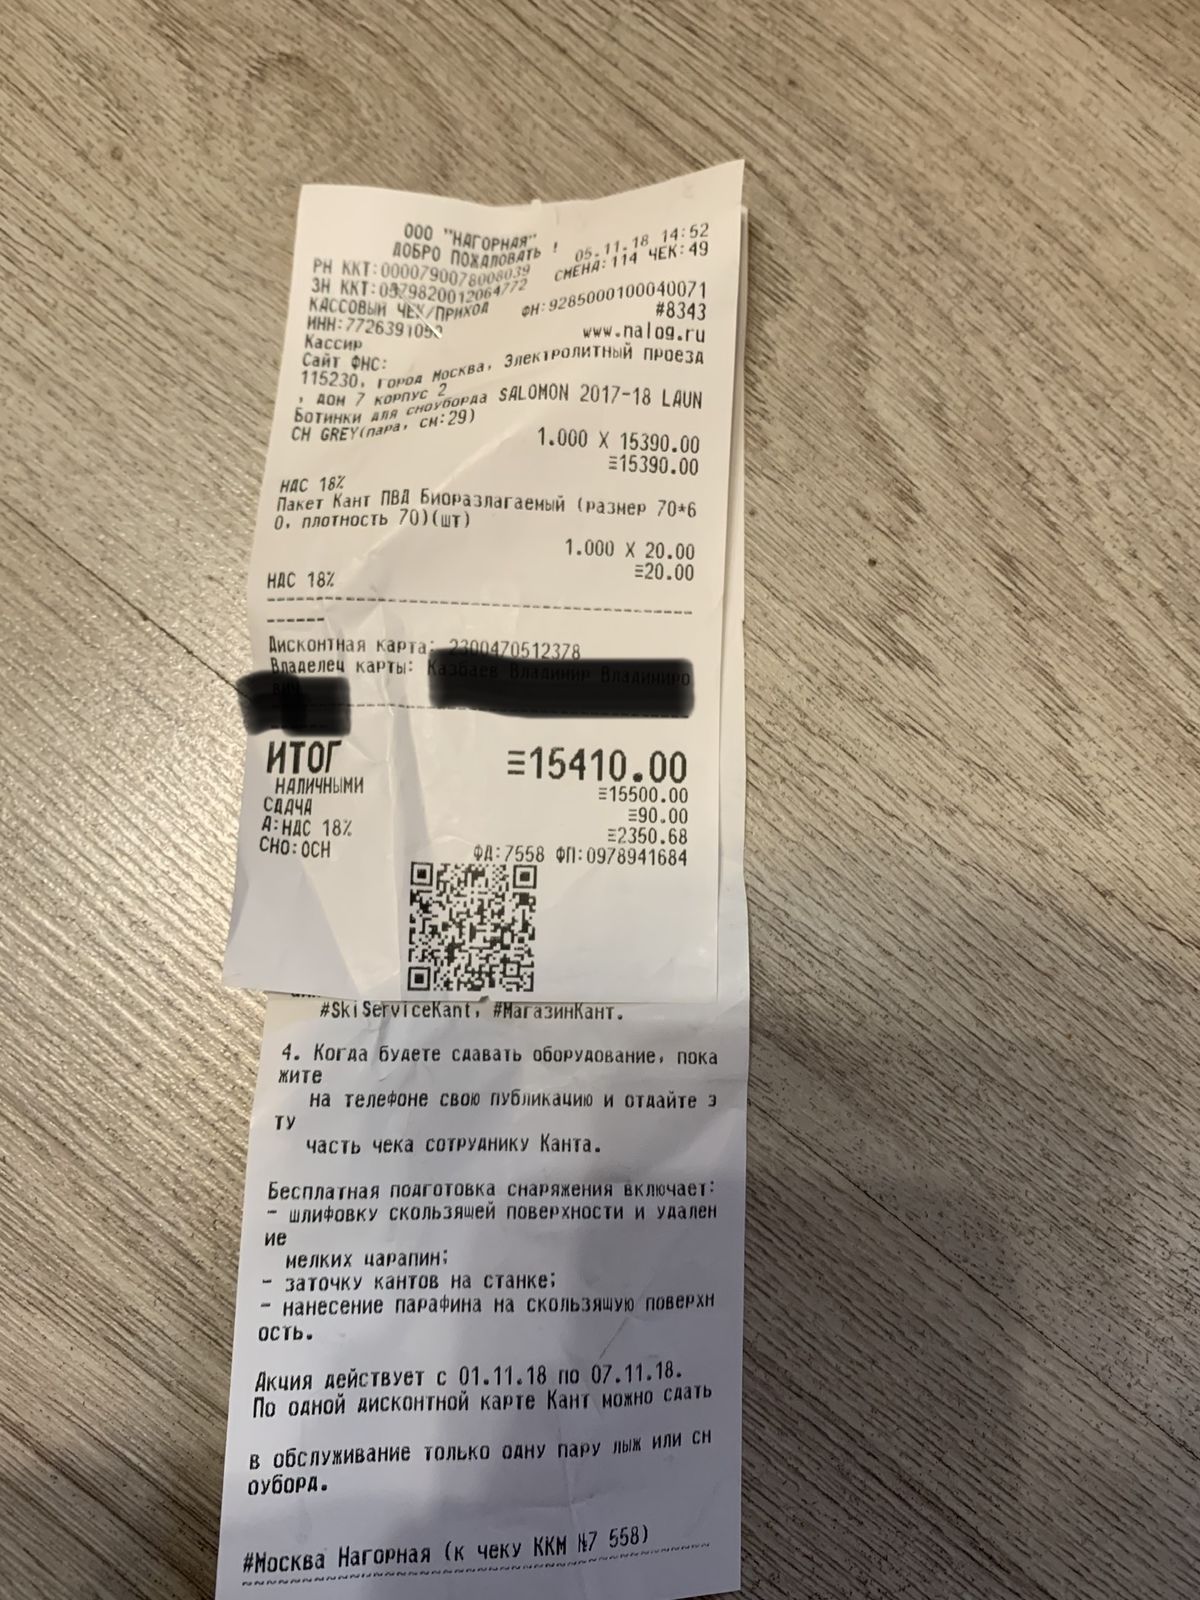 ООО "НАГОРНАЯ"
ДОБРО ПОЖАЛОВАТЬ !
05.11.18 14:52
РН ККТ:0000790078008039
СМЕНА:114 ЧЕК:49
ЗН ККТ:0379820012064772
КАССОВЫЙ ЧЕК/ПРИХОД
ФН:9285000100040071
ИНН:7726391053
#8343
Кассир
www.nalog.ru
Сайт ФНС:
115230, город Москва, Электролитный проезд
, дом 7 корпус 2
Ботинки для сноуборда SALOMON 2017-18 LAUN
CH GREY(пара, см:29)
1.000 X 15390.00
≡15390.00
НДС 18%
Пакет Кант ПВД Биоразлагаемый (размер 70*6
0, плотность 70)(шт)
1.000 X 20.00
≡20.00
НДС 18%
Дисконтная карта: 2300470512378
Владелец карты:
ИТОГ ≡15410.00
НАЛИЧНЫМИ ≡15500.00
СДАЧА ≡90.00
А:НДС 18% ≡2350.68
СНО:ОСН
ФД:7558 ФП:0978941684
#SkiServiceKant, #МагазинКант.
4. Когда будете сдавать оборудование, пока
жите
на телефоне свою публикацию и отдайте э
ту
часть чека сотруднику Канта.
Бесплатная подготовка снаряжения включает:
- шлифовку скользящей поверхности и удален
ие
мелких царапин;
- заточку кантов на станке;
- нанесение парафина на скользящую поверхн
ость.
Акция действует с 01.11.18 по 07.11.18.
По одной дисконтной карте Кант можно сдать
в обслуживание только одну пару лыж или сн
оуборд.
#Москва Нагорная (к чеку ККМ №7 558)